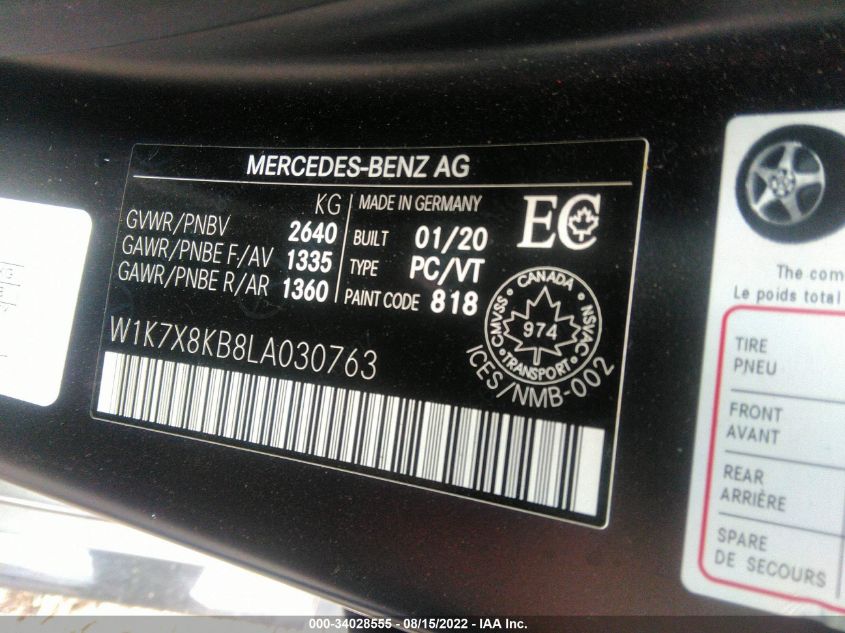 MERCEDES-BENZ AG
KG
GVWR/PNBV 2640
GAWR/PNBE F/AV 1335
GAWR/PNBE R/AR 1360
MADE IN GERMANY
BUILT 01/20
TYPE PC/VT
PAINT CODE 818
EC
CANADA
CMVSS NSVAC
974
TRANSPORT
ICES/NMB-002
W1K7X8KB8LA030763
The com
Le poids total
TIRE
PNEU
FRONT
AVANT
REAR
ARRIÈRE
SPARE
DE SECOURS
000-34028555 - 08/15/2022 - IAA Inc.